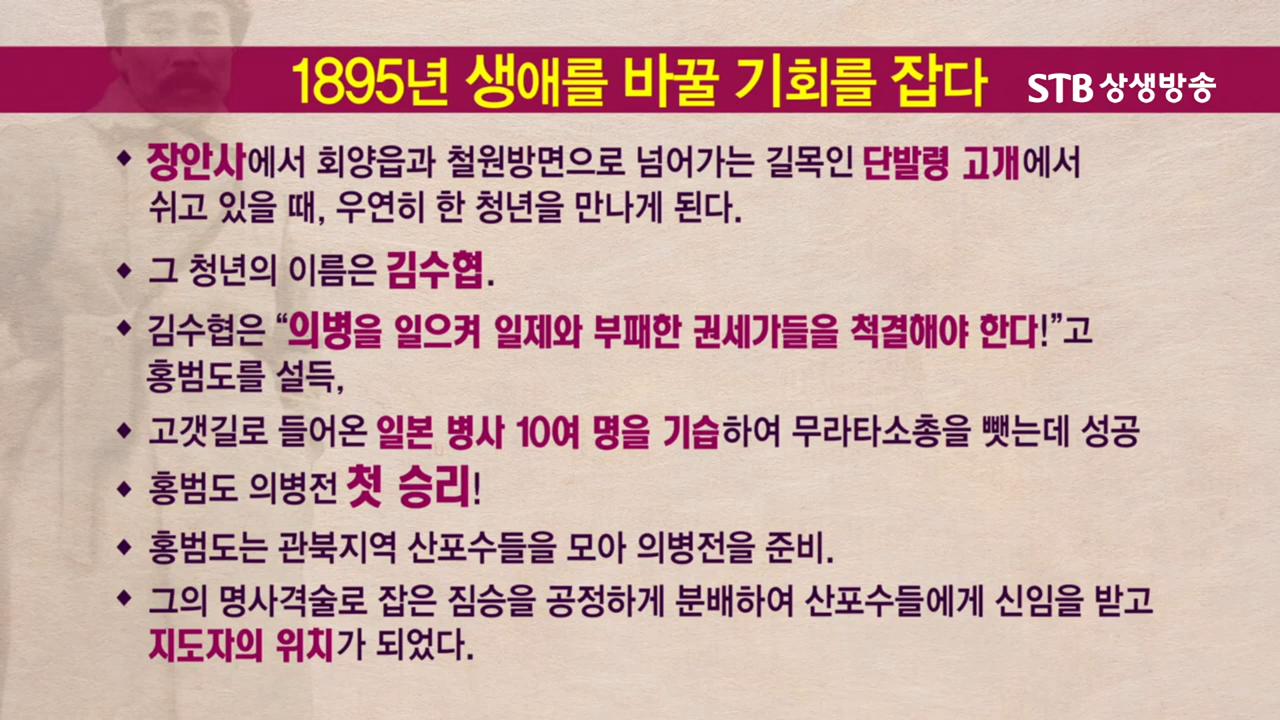 1895년 생애를 바꿀 기회를 잡다
STB 상생방송
◆ 장안사에서 회양읍과 철원방면으로 넘어가는 길목인 단발령 고개에서
쉬고 있을 때, 우연히 한 청년을 만나게 된다.
◆ 그 청년의 이름은 김수협.
◆ 김수협은 “의병을 일으켜 일제와 부패한 권세가들을 척결해야 한다!”고
홍범도를 설득,
◆ 고갯길로 들어온 일본 병사 10여 명을 기습하여 무라타소총을 뺏는데 성공
◆ 홍범도 의병전 첫 승리!
◆ 홍범도는 관북지역 산포수들을 모아 의병전을 준비.
◆ 그의 명사격술로 잡은 짐승을 공정하게 분배하여 산포수들에게 신임을 받고
지도자의 위치가 되었다.